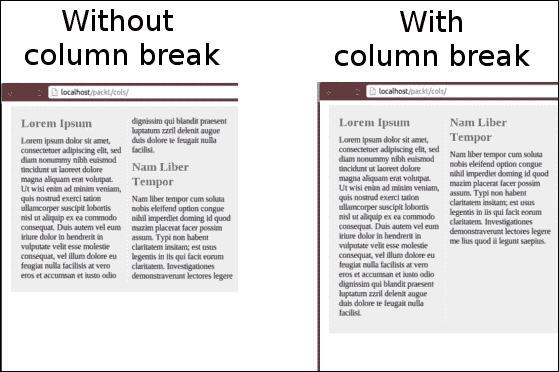 Without
column break
localhost/packt/cols/
Lorem Ipsum
Lorem ipsum dolor sit amet,
consectetuer adipiscing elit, sed
diam nonummy nibh euismod
tincidunt ut laoreet dolore
magna aliquam erat volutpat.
Ut wisi enim ad minim veniam,
quis nostrud exerci tation
ullamcorper suscipit lobortis
nisl ut aliquip ex ea commodo
consequat. Duis autem vel eum
iriure dolor in hendrerit in
vulputate velit esse molestie
consequat, vel illum dolore eu
feugiat nulla facilisis at vero
eros et accumsan et iusto odio
dignissim qui blandit praesent
luptatum zzril delenit augue
duis dolore te feugait nulla
facilisi.
Nam Liber
Tempor
Nam liber tempor cum soluta
nobis eleifend option congue
nihil imperdiet doming id quod
mazim placerat facer possim
assum. Typi non habent
claritatem insitam; est usus
legentis in iis qui facit eorum
claritatem. Investigationes
demonstraverunt lectores legere
With
column break
localhost/packt/cols/
Lorem Ipsum
Lorem ipsum dolor sit amet,
consectetuer adipiscing elit, sed
diam nonummy nibh euismod
tincidunt ut laoreet dolore
magna aliquam erat volutpat.
Ut wisi enim ad minim veniam,
quis nostrud exerci tation
ullamcorper suscipit lobortis
nisl ut aliquip ex ea commodo
consequat. Duis autem vel eum
iriure dolor in hendrerit in
vulputate velit esse molestie
consequat, vel illum dolore eu
feugiat nulla facilisis at vero
eros et accumsan et iusto odio
dignissim qui blandit praesent
luptatum zzril delenit augue
duis dolore te feugait nulla
facilisi.
Nam Liber
Tempor
Nam liber tempor cum soluta
nobis eleifend option congue
nihil imperdiet doming id quod
mazim placerat facer possim
assum. Typi non habent
claritatem insitam; est usus
legentis in iis qui facit eorum
claritatem. Investigationes
demonstraverunt lectores legere
me lius quod ii legunt saepius.